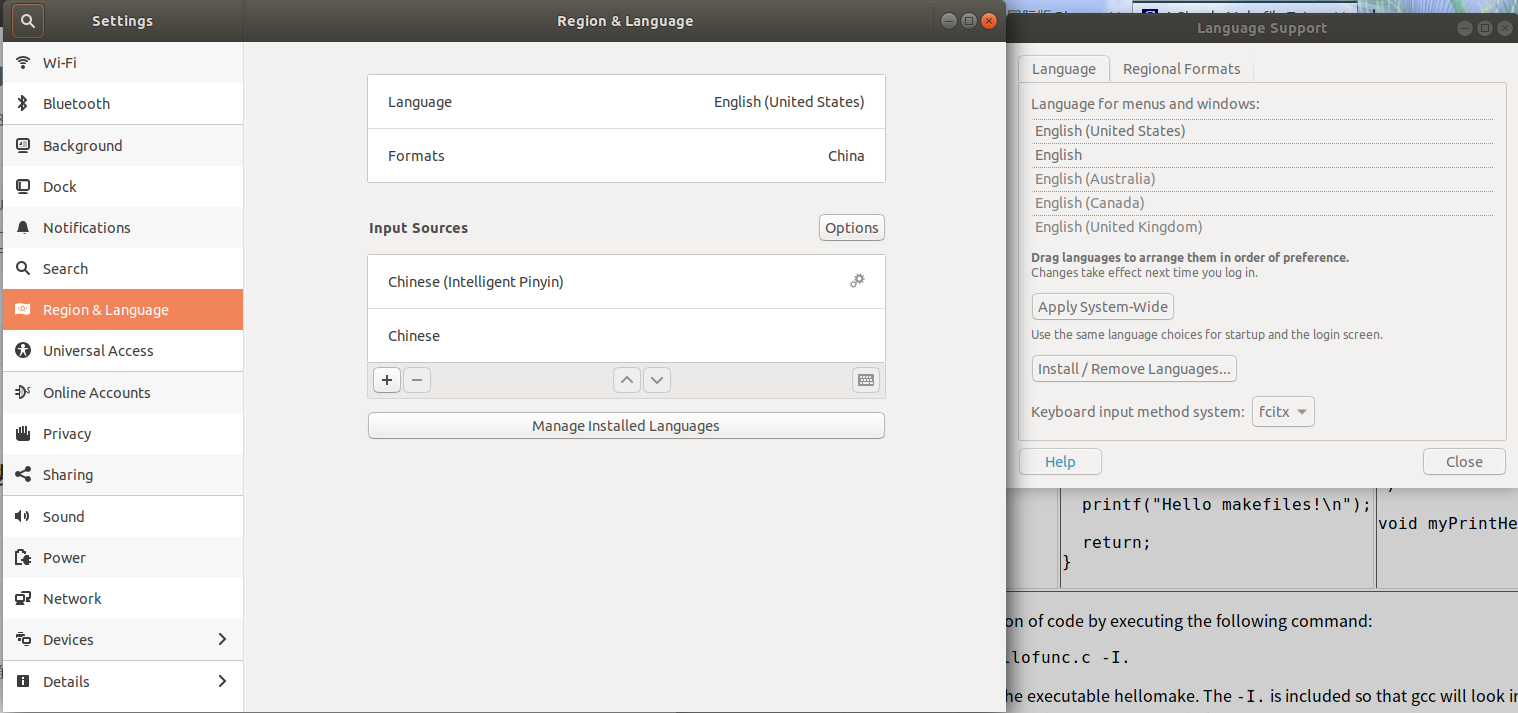 Settings
Region & Language
Wi-Fi
Bluetooth
Background
Dock
Notifications
Search
Region & Language
Universal Access
Online Accounts
Privacy
Sharing
Sound
Power
Network
Devices
Details
Language English (United States)
Formats China
Input Sources Options
Chinese (Intelligent Pinyin)
Chinese
Manage Installed Languages
Language Support
Language Regional Formats
Language for menus and windows:
English (United States)
English
English (Australia)
English (Canada)
English (United Kingdom)
Drag languages to arrange them in order of preference.
Changes take effect next time you log in.
Apply System-Wide
Use the same language choices for startup and the login screen.
Install / Remove Languages...
Keyboard input method system: fcitx
Help Close
printf("Hello makefiles!\n");
void myPrintHe
return;
}
on of code by executing the following command:
llofunc.c -I.
he executable hellomake. The -I. is included so that gcc will look in